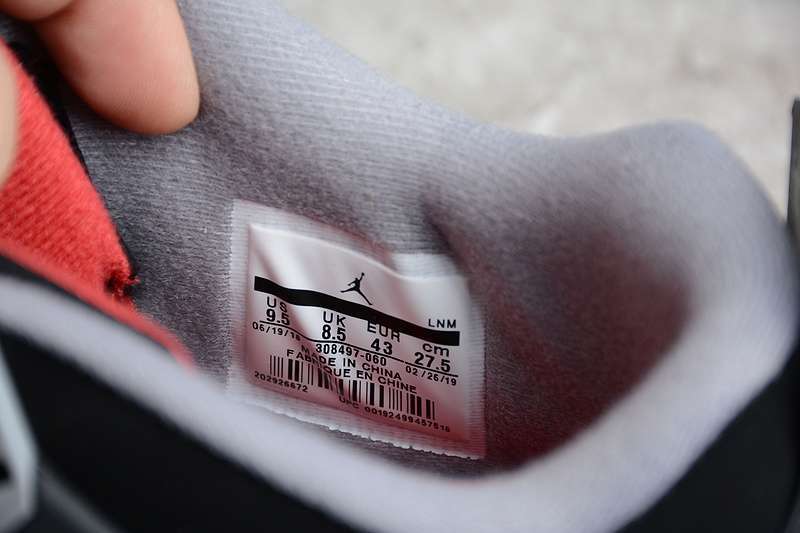 LNM
US UK EUR cm
9.5 8.5 43 27.5
06/19/18 308497-060 02/26/19
MADE IN CHINA
FABRIQUE EN CHINE
202926672 UPC 00192499457516